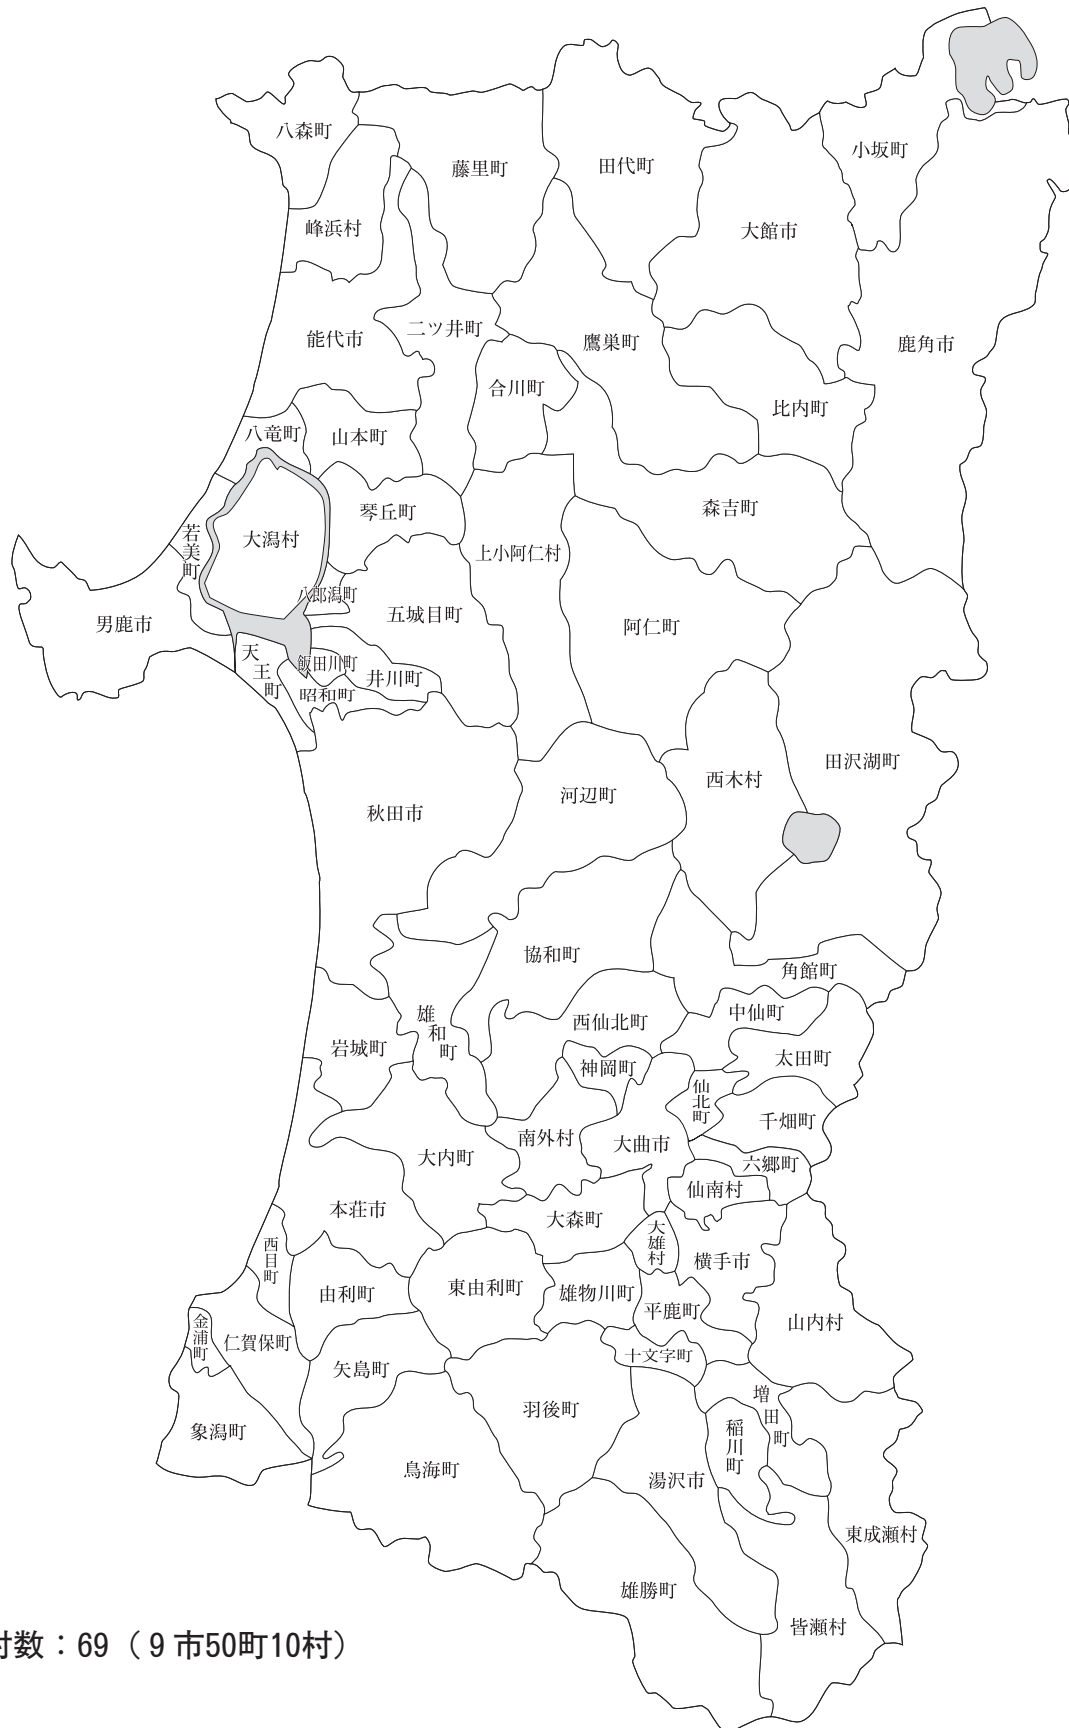 八森町
小坂町
藤里町
田代町
峰浜村
大館市
能代市
二ツ井町
鷹巣町
鹿角市
合川町
比内町
八竜町
山本町
琴丘町
森吉町
若美町
大潟村
上小阿仁村
八郎潟町
男鹿市
五城目町
阿仁町
天王町
飯田川町
井川町
昭和町
西木村
田沢湖町
秋田市
河辺町
協和町
角館町
雄和町
西仙北町
中仙町
岩城町
神岡町
太田町
仙北町
千畑町
南外村
大曲市
大内町
六郷町
仙南村
本荘市
大森町
大雄村
横手市
西目町
由利町
東由利町
雄物川町
平鹿町
山内村
金浦町
仁賀保町
十文字町
矢島町
増田町
羽後町
稲川町
象潟町
鳥海町
湯沢市
東成瀬村
雄勝町
皆瀬村
村数：69（9市50町10村）